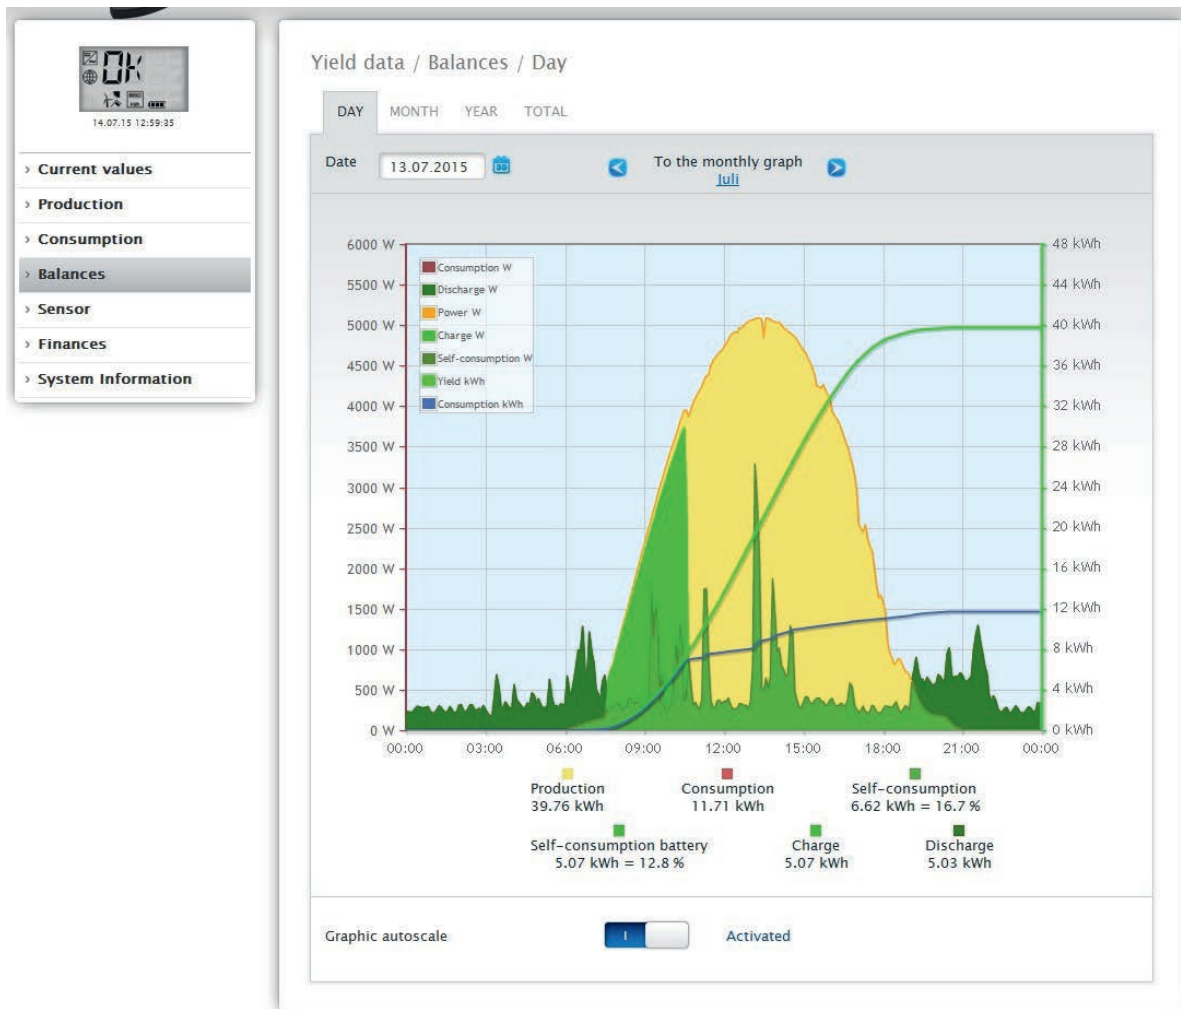 OK
14.07.15 12:59:35
› Current values
› Production
› Consumption
› Balances
› Sensor
› Finances
› System Information
Yield data / Balances / Day
DAY MONTH YEAR TOTAL
Date 13.07.2015 To the monthly graph
Juli
6000 W 48 kWh
Consumption W
5500 W Discharge W 44 kWh
Power W
5000 W 40 kWh
Charge W
4500 W Self-consumption W 36 kWh
Yield kWh
4000 W Consumption kWh 32 kWh
3500 W 28 kWh
3000 W 24 kWh
2500 W 20 kWh
2000 W 16 kWh
1500 W 12 kWh
1000 W 8 kWh
500 W 4 kWh
0 W 0 kWh
00:00 03:00 06:00 09:00 12:00 15:00 18:00 21:00 00:00
Production Consumption Self-consumption
39.76 kWh 11.71 kWh 6.62 kWh = 16.7 %
Self-consumption battery Charge Discharge
5.07 kWh = 12.8 % 5.07 kWh 5.03 kWh
Graphic autoscale I Activated